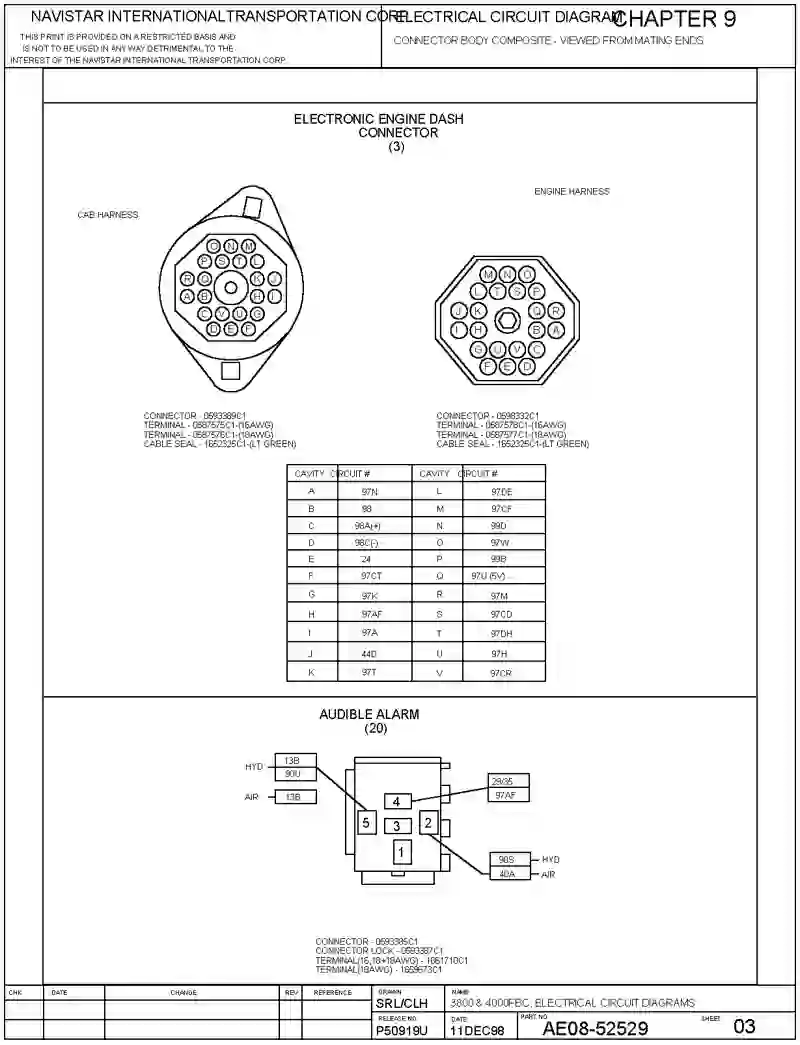 NAVISTAR INTERNATIONAL TRANSPORTATION CORP.
THIS PRINT IS PROVIDED ON A RESTRICTED BASIS AND
IS NOT TO BE USED IN ANY WAY DETRIMENTAL TO THE
INTEREST OF THE NAVISTAR INTERNATIONAL TRANSPORTATION CORP.
ELECTRICAL CIRCUIT DIAGRAM
CHAPTER 9
CONNECTOR BODY COMPOSITE - VIEWED FROM MATING ENDS
ELECTRONIC ENGINE DASH
CONNECTOR
(3)
CAB HARNESS
ENGINE HARNESS
O N M
P S T L
R Q K J
A B H I
C V U G
D E F
M N O
L T S P
J K Q R
I H B A
G U V C
F E D
CONNECTOR - 0593389C1
TERMINAL - 0587575C1-(16AWG)
TERMINAL - 0587576C1-(18AWG)
CABLE SEAL - 1652325C1-(LT GREEN)
CONNECTOR - 0598332C1
TERMINAL - 0587578C1-(16AWG)
TERMINAL - 0587577C1-(18AWG)
CABLE SEAL - 1652325C1-(LT GREEN)
CAVITY CIRCUIT # CAVITY CIRCUIT #
A 97N L 97DE
B 98 M 97CF
C 98A(+) N 99D
D 98C(-) O 97W
E 24 P 99B
F 97CT Q 97U (5V)
G 97K R 97M
H 97AF S 97CD
I 97A T 97DH
J 44D U 97H
K 97T V 97CR
AUDIBLE ALARM
(20)
HYD 13B
90U
AIR 13B
29/35
97AF
4
5 3 2
1
90S HYD
40A AIR
CONNECTOR - 0593385C1
CONNECTOR LOCK - 0593387C1
TERMINAL(16,18+18AWG) - 1661710C1
TERMINAL(18AWG) - 1659673C1
CHK DATE CHANGE REV REFERENCE
DRAWN
SRL/CLH
NAME
3800 & 4000FBC, ELECTRICAL CIRCUIT DIAGRAMS
RELEASE NO.
P50919U
DATE
11DEC98
PART NO.
AE08-52529
SHEET
03